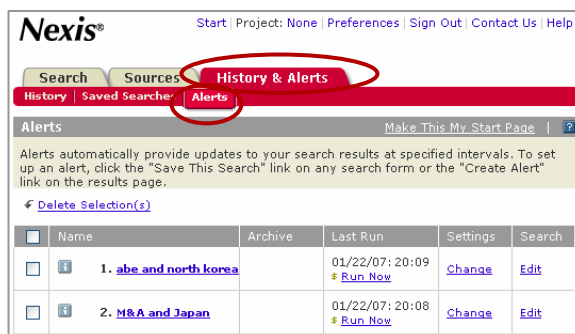 Nexis®
Start | Project: None | Preferences | Sign Out | Contact Us | Help
Search Sources History & Alerts
History | Saved Searches Alerts
Alerts Make This My Start Page | ?
Alerts automatically provide updates to your search results at specified intervals. To set
up an alert, click the "Save This Search" link on any search form or the "Create Alert"
link on the results page.
Delete Selection(s)
Name Archive Last Run Settings Search
1. abe and north korea 01/22/07: 20:09 Change Edit
$ Run Now
2. M&A and Japan 01/22/07: 20:08 Change Edit
$ Run Now